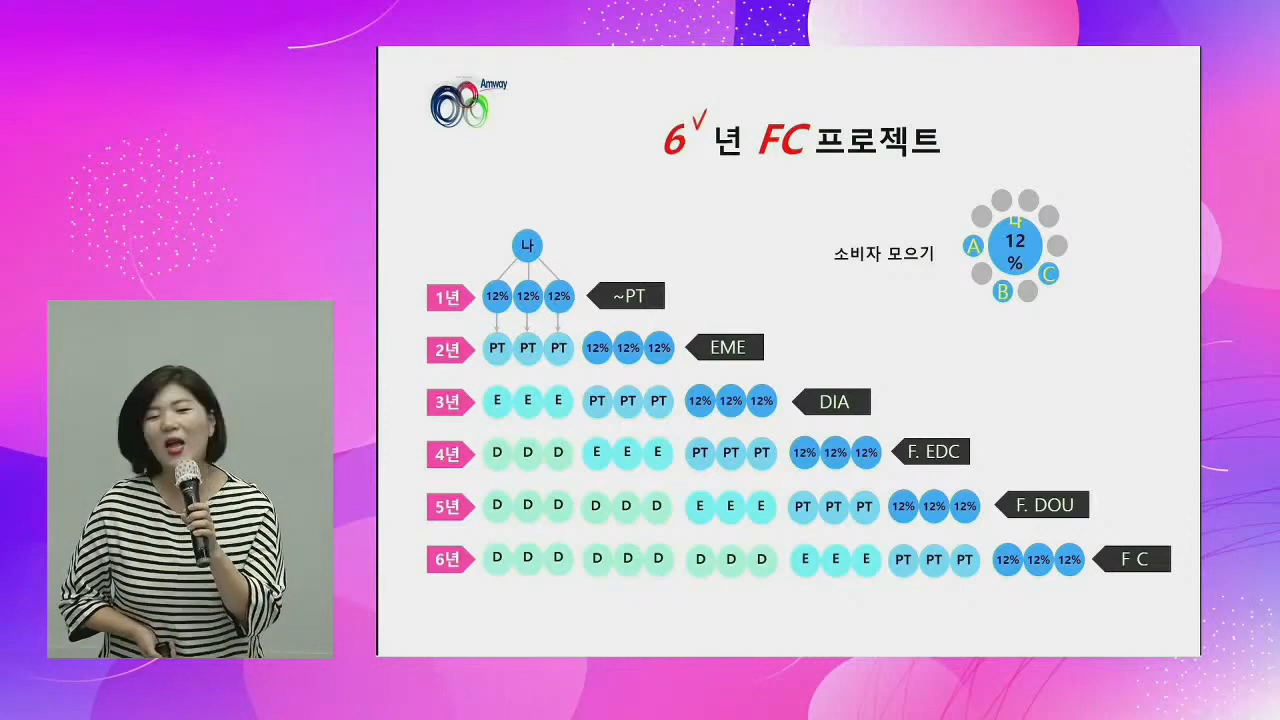 Amway
6√년 FC 프로젝트
소비자 모으기
나
12
%
A
B
C
나
1년 12% 12% 12% ~PT
2년 PT PT PT 12% 12% 12% EME
3년 E E E PT PT PT 12% 12% 12% DIA
4년 D D D E E E PT PT PT 12% 12% 12% F. EDC
5년 D D D D D D E E E PT PT PT 12% 12% 12% F. DOU
6년 D D D D D D D D D E E E PT PT PT 12% 12% 12% F C